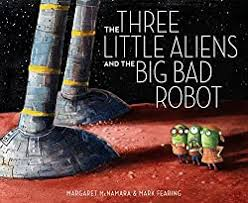 THE THREE
LITTLE ALIENS
AND THE BIG BAD
ROBOT
MARGARET McNAMARA & MARK FEARING